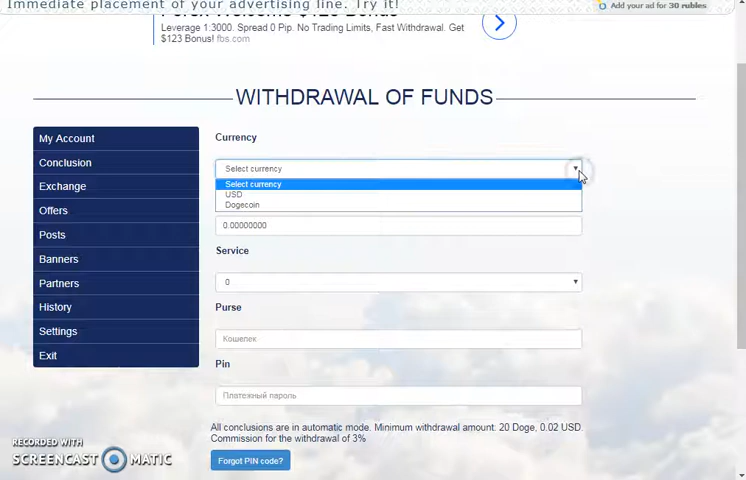 Immediate placement of your advertising line. Try it!
Add your ad for 30 rubles
Forex Welcome $123 Bonus
Leverage 1:3000. Spread 0 Pip. No Trading Limits, Fast Withdrawal. Get
$123 Bonus! fbs.com
WITHDRAWAL OF FUNDS
My Account
Conclusion
Exchange
Offers
Posts
Banners
Partners
History
Settings
Exit
Currency
Select currency
Select currency
USD
Dogecoin
0.00000000
Service
0
Purse
Кошелек
Pin
Платежный пароль
All conclusions are in automatic mode. Minimum withdrawal amount: 20 Doge, 0.02 USD.
Commission for the withdrawal of 3%
Forgot PIN code?
RECORDED WITH
SCREENCAST MATIC